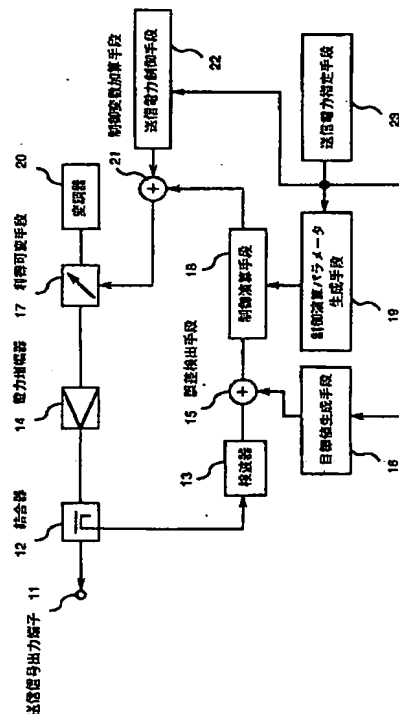 送信信号出力端子 11
12 結合器
14 電力増幅器
17 利得可変手段
20
変調器
制御変数加算手段
21
送信電力制御手段
22
13
検波器
15 誤差検出手段
制御演算手段
18
目標値生成手段
16
制御演算パラメータ
生成手段
19
送信電力指定手段
23